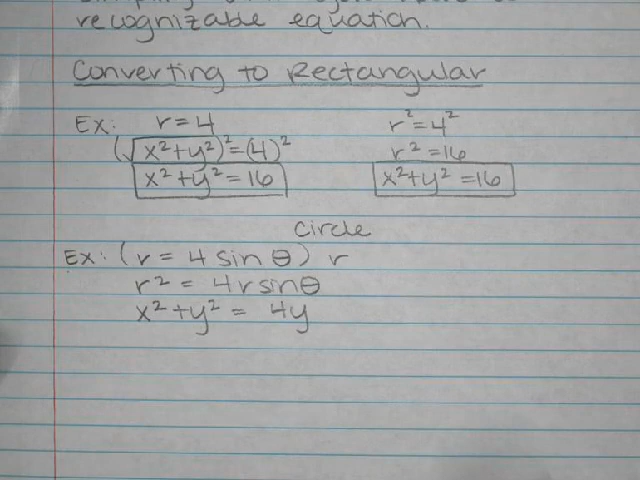 recognizable equation.
Converting to Rectangular
Ex: r = 4 r² = 4²
(√x² + y²)² = (4)² r² = 16
x² + y² = 16 x² + y² = 16
Circle
Ex: (r = 4 sin θ) r
r² = 4r sin θ
x² + y² = 4y